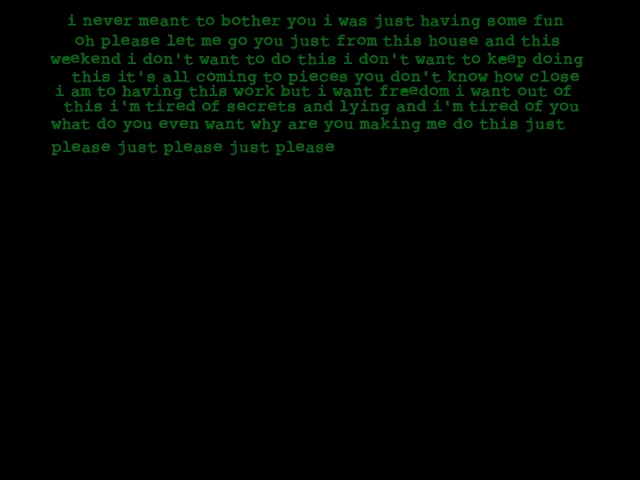 i never meant to bother you i was just having some fun
oh please let me go you just from this house and this
weekend i don't want to do this i don't want to keep doing
this it's all coming to pieces you don't know how close
i am to having this work but i want freedom i want out of
this i'm tired of secrets and lying and i'm tired of you
what do you even want why are you making me do this just
please just please just please